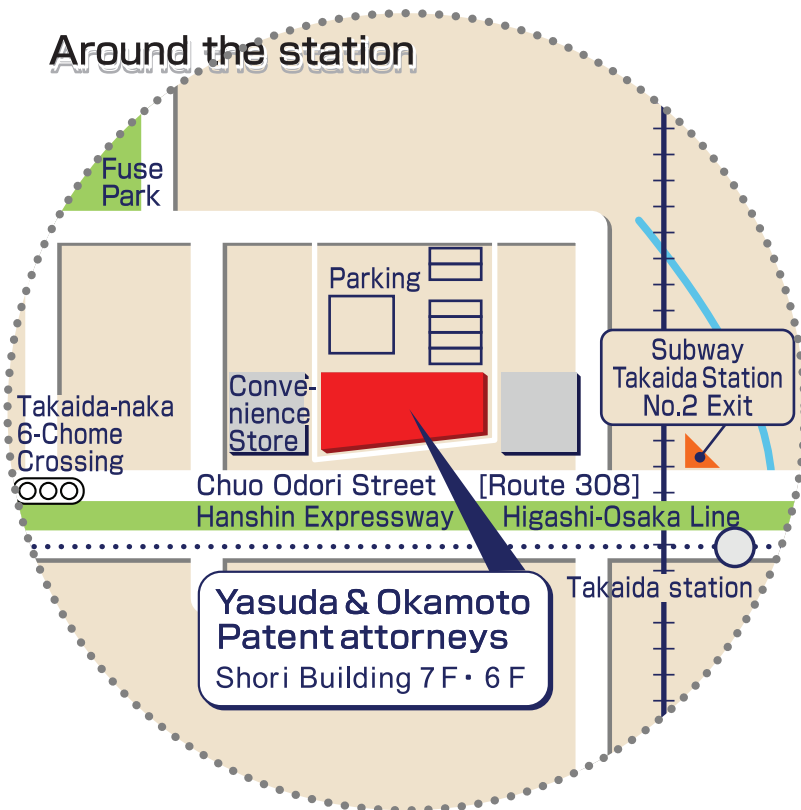 Around the station
Fuse
Park
Parking
Subway
Takaida Station
No.2 Exit
Conve-
nience
Store
Takaida-naka
6-Chome
Crossing
Chuo Odori Street [Route 308]
Hanshin Expressway Higashi-Osaka Line
Takaida station
Yasuda & Okamoto
Patent attorneys
Shori Building 7F・6F